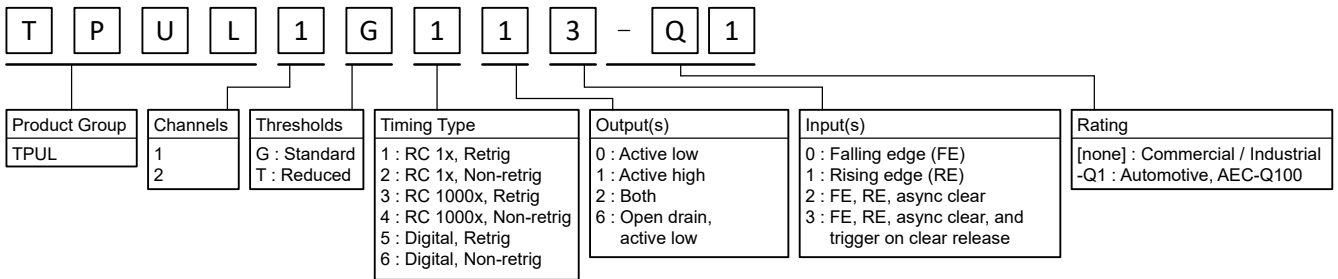 T P U L 1 G 1 1 3 - Q 1
Product Group
TPUL
Channels
1
2
Thresholds
G : Standard
T : Reduced
Timing Type
1 : RC 1x, Retrig
2 : RC 1x, Non-retrig
3 : RC 1000x, Retrig
4 : RC 1000x, Non-retrig
5 : Digital, Retrig
6 : Digital, Non-retrig
Output(s)
0 : Active low
1 : Active high
2 : Both
6 : Open drain,
active low
Input(s)
0 : Falling edge (FE)
1 : Rising edge (RE)
2 : FE, RE, async clear
3 : FE, RE, async clear, and
trigger on clear release
Rating
[none] : Commercial / Industrial
-Q1 : Automotive, AEC-Q100